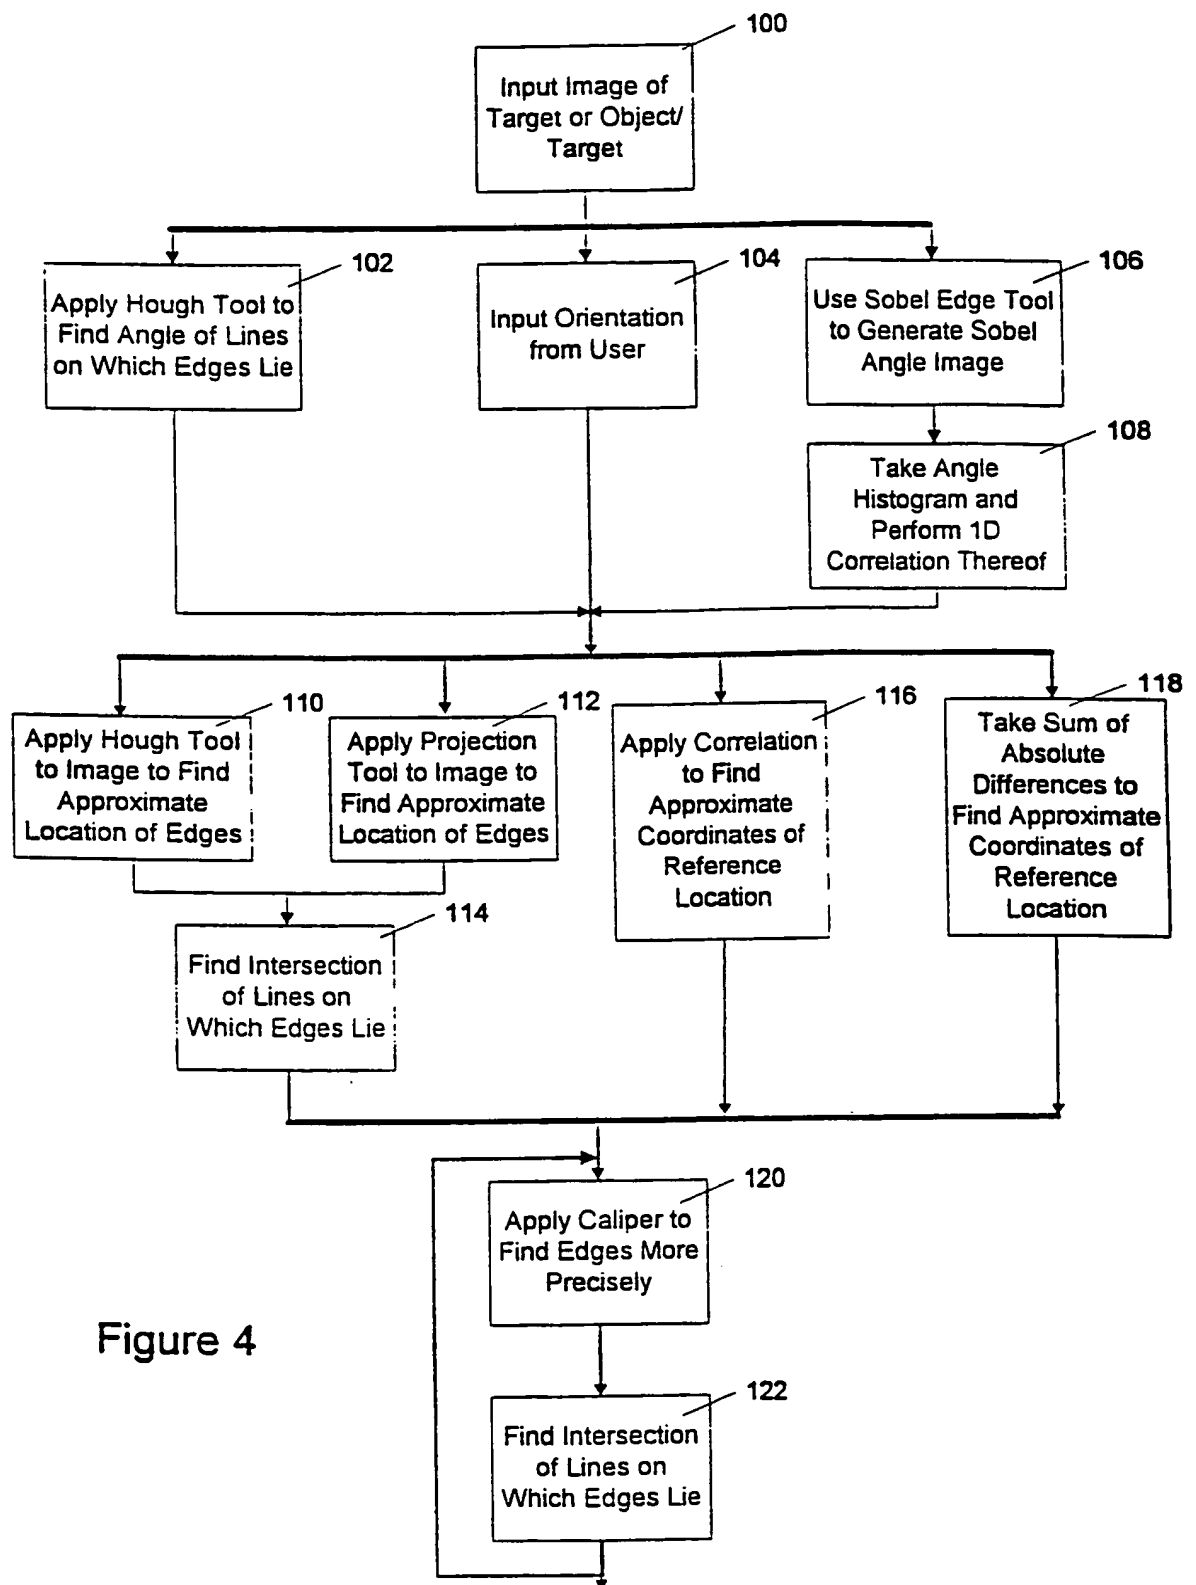 100
Input Image of
Target or Object/
Target
102
Apply Hough Tool to
Find Angle of Lines
on Which Edges Lie
104
Input Orientation
from User
106
Use Sobel Edge Tool
to Generate Sobel
Angle Image
108
Take Angle
Histogram and
Perform 1D
Correlation Thereof
110
Apply Hough Tool
to Image to Find
Approximate
Location of Edges
112
Apply Projection
Tool to Image to
Find Approximate
Location of Edges
116
Apply Correlation
to Find
Approximate
Coordinates of
Reference
Location
118
Take Sum of
Absolute
Differences to
Find Approximate
Coordinates of
Reference
Location
114
Find Intersection
of Lines on
Which Edges Lie
120
Apply Caliper to
Find Edges More
Precisely
122
Find Intersection
of Lines on
Which Edges Lie
Figure 4